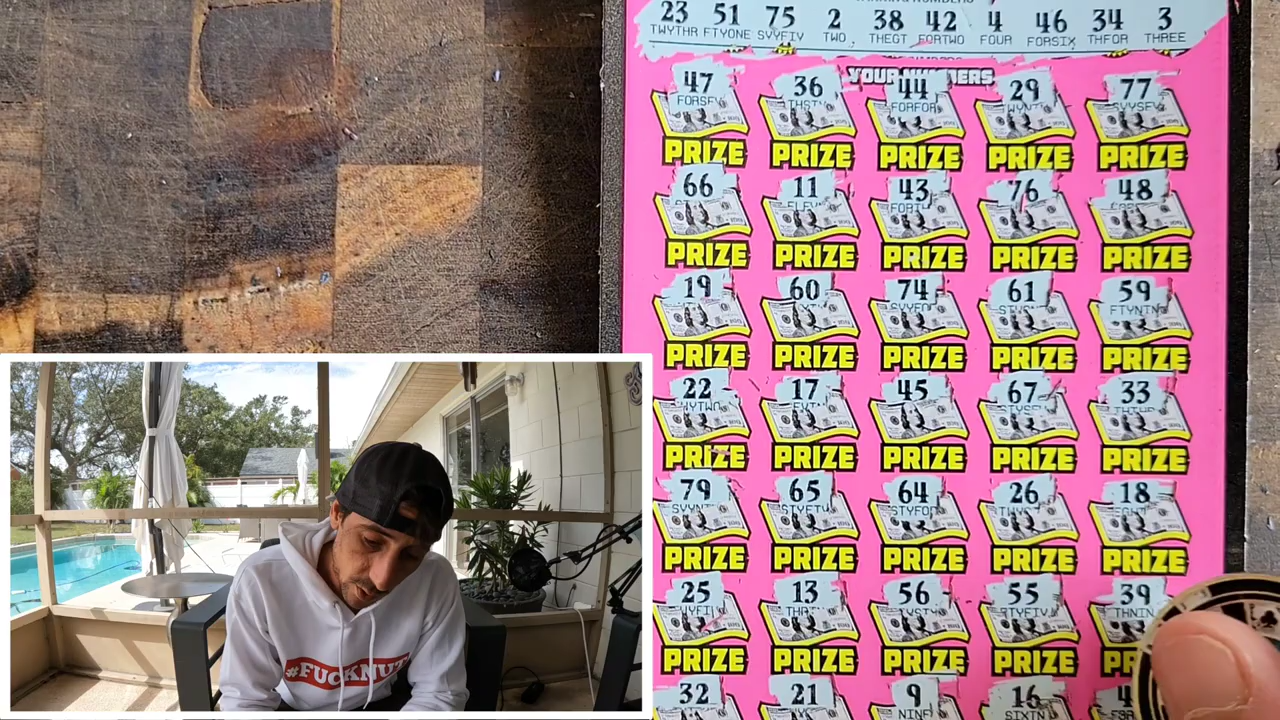 23 51 75 2 38 42 4 46 34 3
TWYTHR FTYONE SVYFIV TWO THEGT FORTWO FOUR FORSIX THFOR THREE
YOUR NUMBERS
47 36 44 29 77
PRIZE PRIZE PRIZE PRIZE PRIZE
66 11 43 76 48
PRIZE PRIZE PRIZE PRIZE PRIZE
19 60 74 61 59
FTYNIN
PRIZE PRIZE PRIZE PRIZE PRIZE
22 17 45 67 33
PRIZE PRIZE PRIZE PRIZE PRIZE
79 65 64 26 18
PRIZE PRIZE PRIZE PRIZE PRIZE
25 13 56 55 39
THNIN
PRIZE PRIZE PRIZE PRIZE PRIZE
32 21 9 16
SIXTN
#FUCKNUT